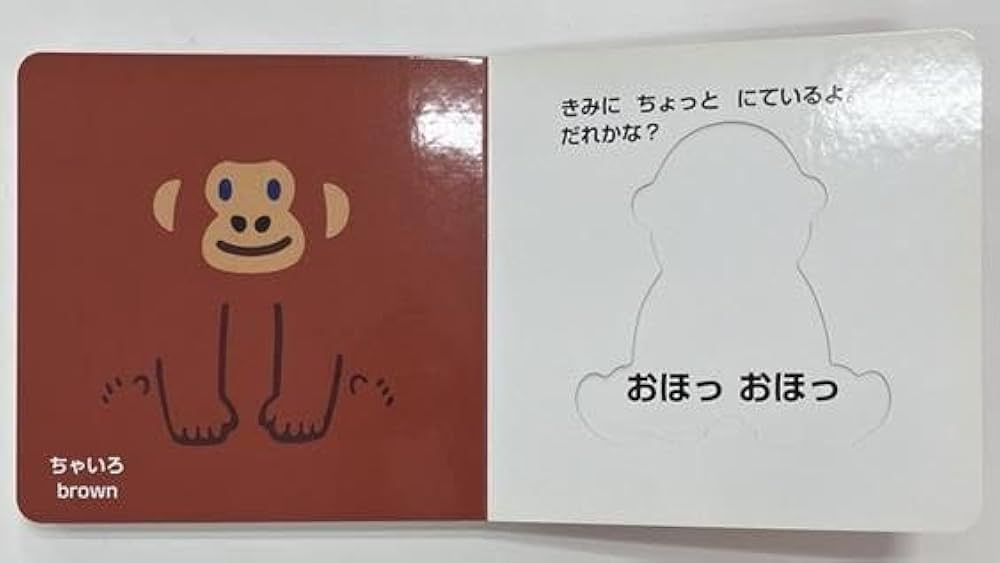 ちゃいろ
brown
きみに ちょっと にているよ。
だれかな？
おほっ おほっ